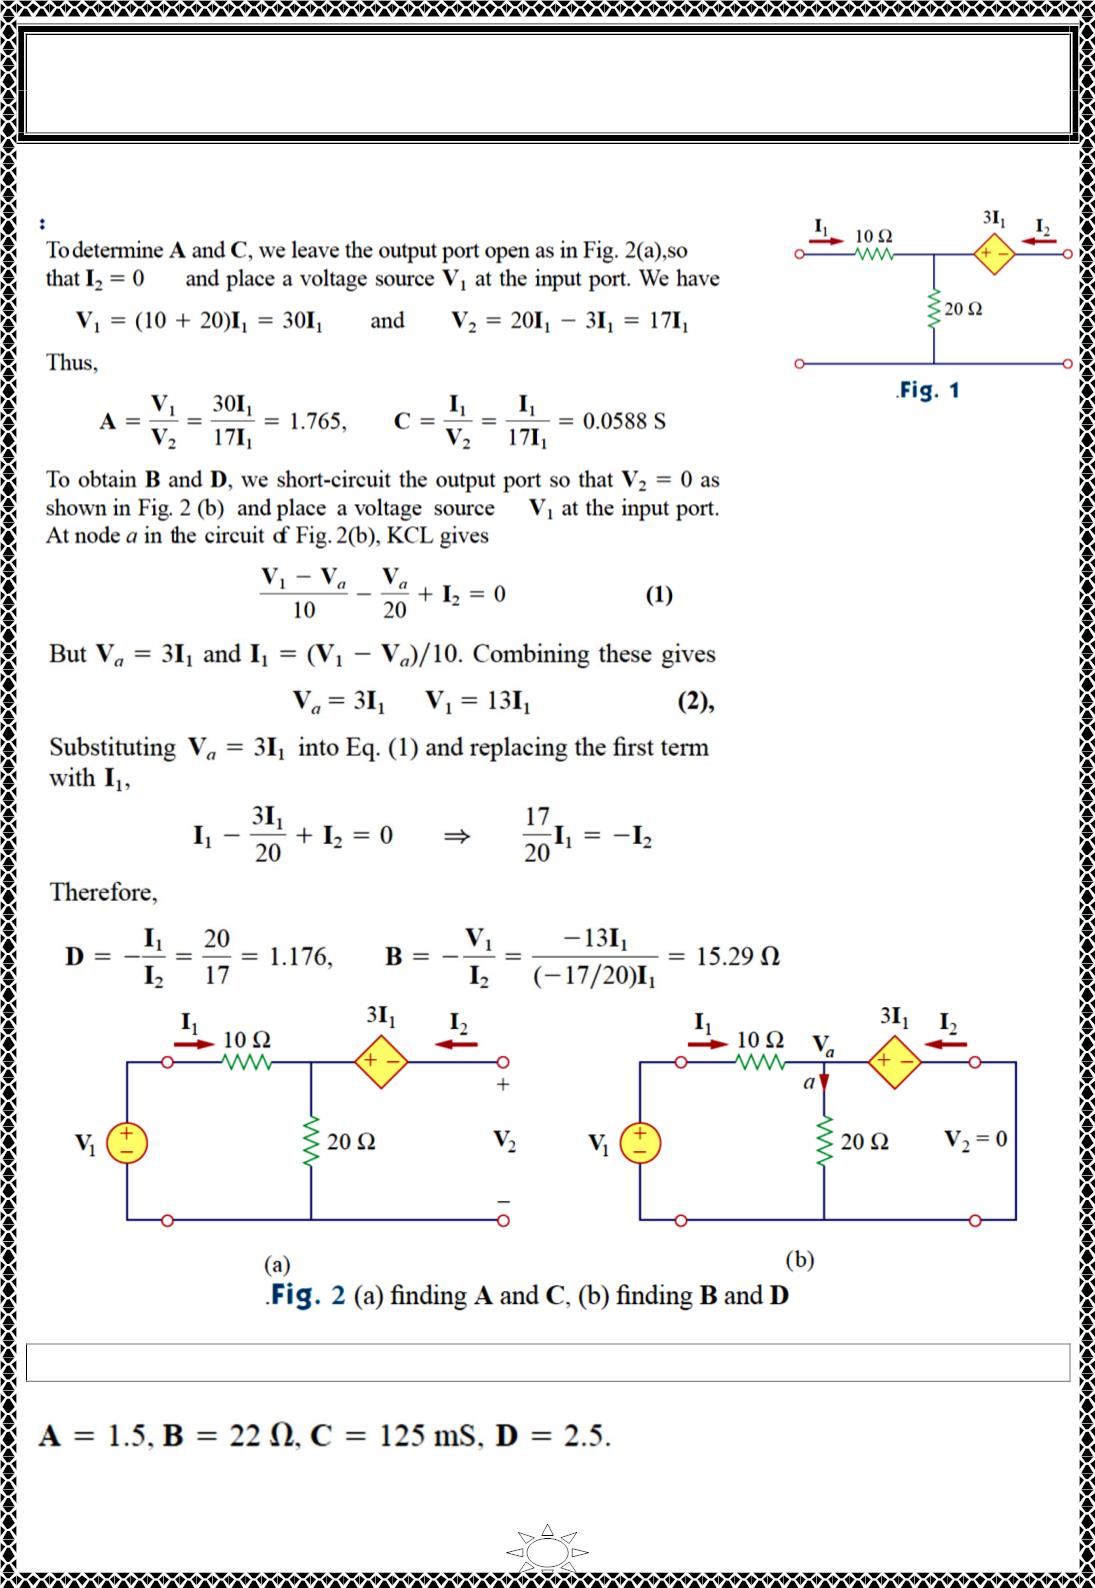 :
To determine A and C, we leave the output port open as in Fig. 2(a),so
that I₂ = 0 and place a voltage source V₁ at the input port. We have
V₁ = (10 + 20)I₁ = 30I₁ and V₂ = 20I₁ − 3I₁ = 17I₁
Thus,
A = V₁/V₂ = 30I₁/17I₁ = 1.765, C = I₁/V₂ = I₁/17I₁ = 0.0588 S
To obtain B and D, we short-circuit the output port so that V₂ = 0 as
shown in Fig. 2 (b) and place a voltage source V₁ at the input port.
At node a in the circuit of Fig. 2(b), KCL gives
(V₁ − Vₐ)/10 − Vₐ/20 + I₂ = 0 (1)
But Vₐ = 3I₁ and I₁ = (V₁ − Vₐ)/10. Combining these gives
Vₐ = 3I₁ V₁ = 13I₁ (2),
Substituting Vₐ = 3I₁ into Eq. (1) and replacing the first term
with I₁,
I₁ − 3I₁/20 + I₂ = 0 ⇒ 17/20 I₁ = −I₂
Therefore,
D = −I₁/I₂ = 20/17 = 1.176, B = −V₁/I₂ = −13I₁/(−17/20)I₁ = 15.29 Ω
I₁ 10 Ω 3I₁ I₂
+ −
20 Ω
.Fig. 1
I₁ 10 Ω 3I₁ I₂
+ −
+
V₁ + − 20 Ω V₂
−
(a)
I₁ 10 Ω Vₐ 3I₁ I₂
a + −
V₁ + − 20 Ω V₂ = 0
(b)
.Fig. 2 (a) finding A and C, (b) finding B and D
A = 1.5, B = 22 Ω, C = 125 mS, D = 2.5.